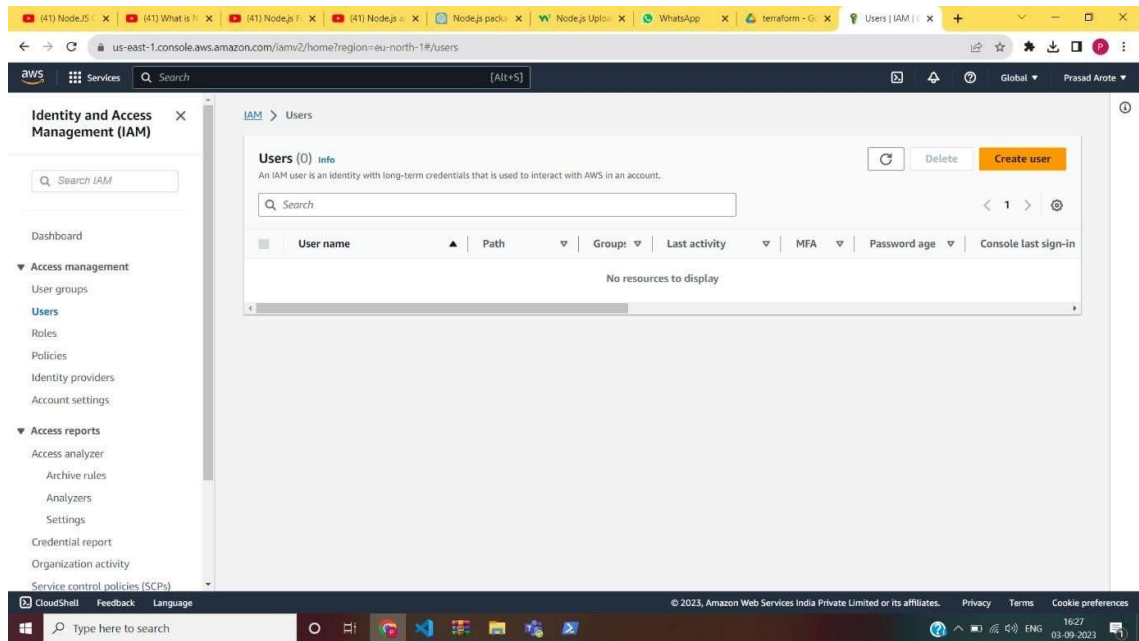 (41) Node.JS (41) What is N (41) Node.js F (41) Node.js a Node.js packa Node.js Uploa WhatsApp terraform - G Users | IAM |
us-east-1.console.aws.amazon.com/iamv2/home?region=eu-north-1#/users P
aws Services Search [Alt+S] Global Prasad Arote
Identity and Access
Management (IAM)
Search IAM
Dashboard
Access management
User groups
Users
Roles
Policies
Identity providers
Account settings
Access reports
Access analyzer
Archive rules
Analyzers
Settings
Credential report
Organization activity
Service control policies (SCPs)
IAM > Users
Users (0) Info
Delete Create user
An IAM user is an identity with long-term credentials that is used to interact with AWS in an account.
Search
1
User name Path Groups Last activity MFA Password age Console last sign-in
No resources to display
CloudShell Feedback Language © 2023, Amazon Web Services India Private Limited or its affiliates. Privacy Terms Cookie preferences
Type here to search ENG 16:27
03-09-2023